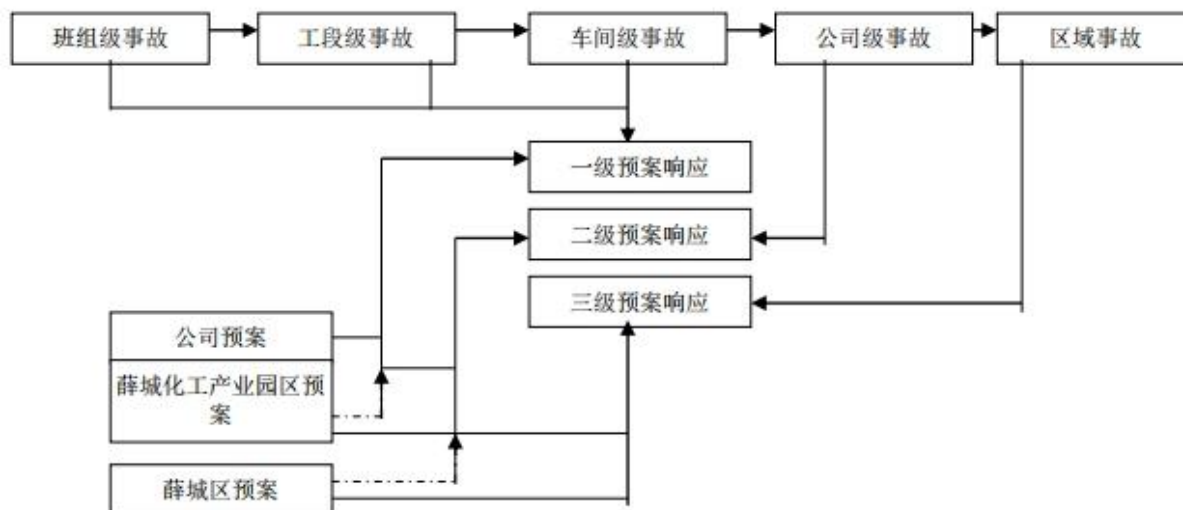 班组级事故
工段级事故
车间级事故
公司级事故
区域事故
一级预案响应
二级预案响应
三级预案响应
公司预案
薛城化工产业园区预
案
薛城区预案